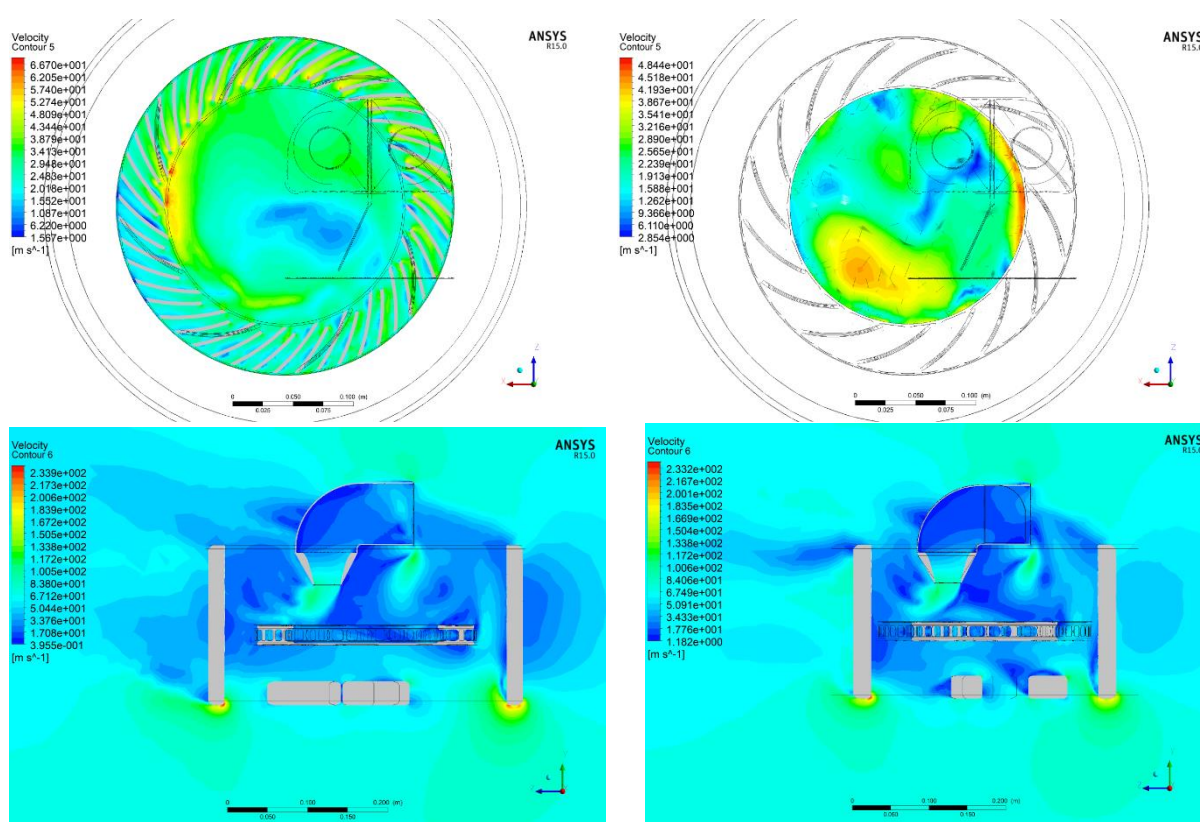 Velocity
Contour 5
6.670e+001
6.205e+001
5.740e+001
5.274e+001
4.809e+001
4.344e+001
3.879e+001
3.413e+001
2.948e+001
2.483e+001
2.018e+001
1.552e+001
1.087e+001
6.220e+000
1.567e+000
[m s^-1]
ANSYS
R15.0
0 0.050 0.100 (m)
0.025 0.075
X Z
Velocity
Contour 5
4.844e+001
4.518e+001
4.193e+001
3.867e+001
3.541e+001
3.216e+001
2.890e+001
2.565e+001
2.239e+001
1.913e+001
1.588e+001
1.262e+001
9.366e+000
6.110e+000
2.854e+000
[m s^-1]
ANSYS
R15.0
0 0.050 0.100 (m)
0.025 0.075
X Z
Velocity
Contour 6
2.339e+002
2.173e+002
2.006e+002
1.839e+002
1.672e+002
1.505e+002
1.338e+002
1.172e+002
1.005e+002
8.380e+001
6.712e+001
5.044e+001
3.376e+001
1.708e+001
3.955e-001
[m s^-1]
ANSYS
R15.0
0 0.100 0.200 (m)
0.050 0.150
Velocity
Contour 6
2.332e+002
2.167e+002
2.001e+002
1.835e+002
1.669e+002
1.504e+002
1.338e+002
1.172e+002
1.006e+002
8.406e+001
6.749e+001
5.091e+001
3.433e+001
1.776e+001
1.182e+000
[m s^-1]
ANSYS
R15.0
0 0.100 0.200 (m)
0.050 0.150